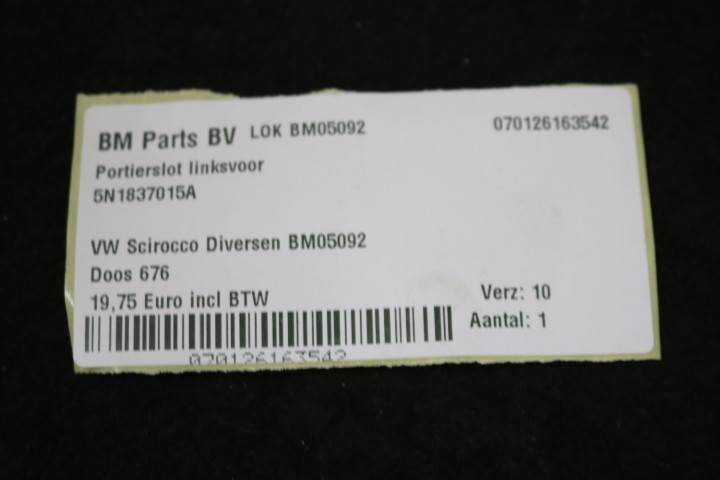 BM Parts BV LOK BM05092 070126163542
Portierslot linksvoor
5N1837015A
VW Scirocco Diversen BM05092
Doos 676
19,75 Euro incl BTW Verz: 10
Aantal: 1
070126163542